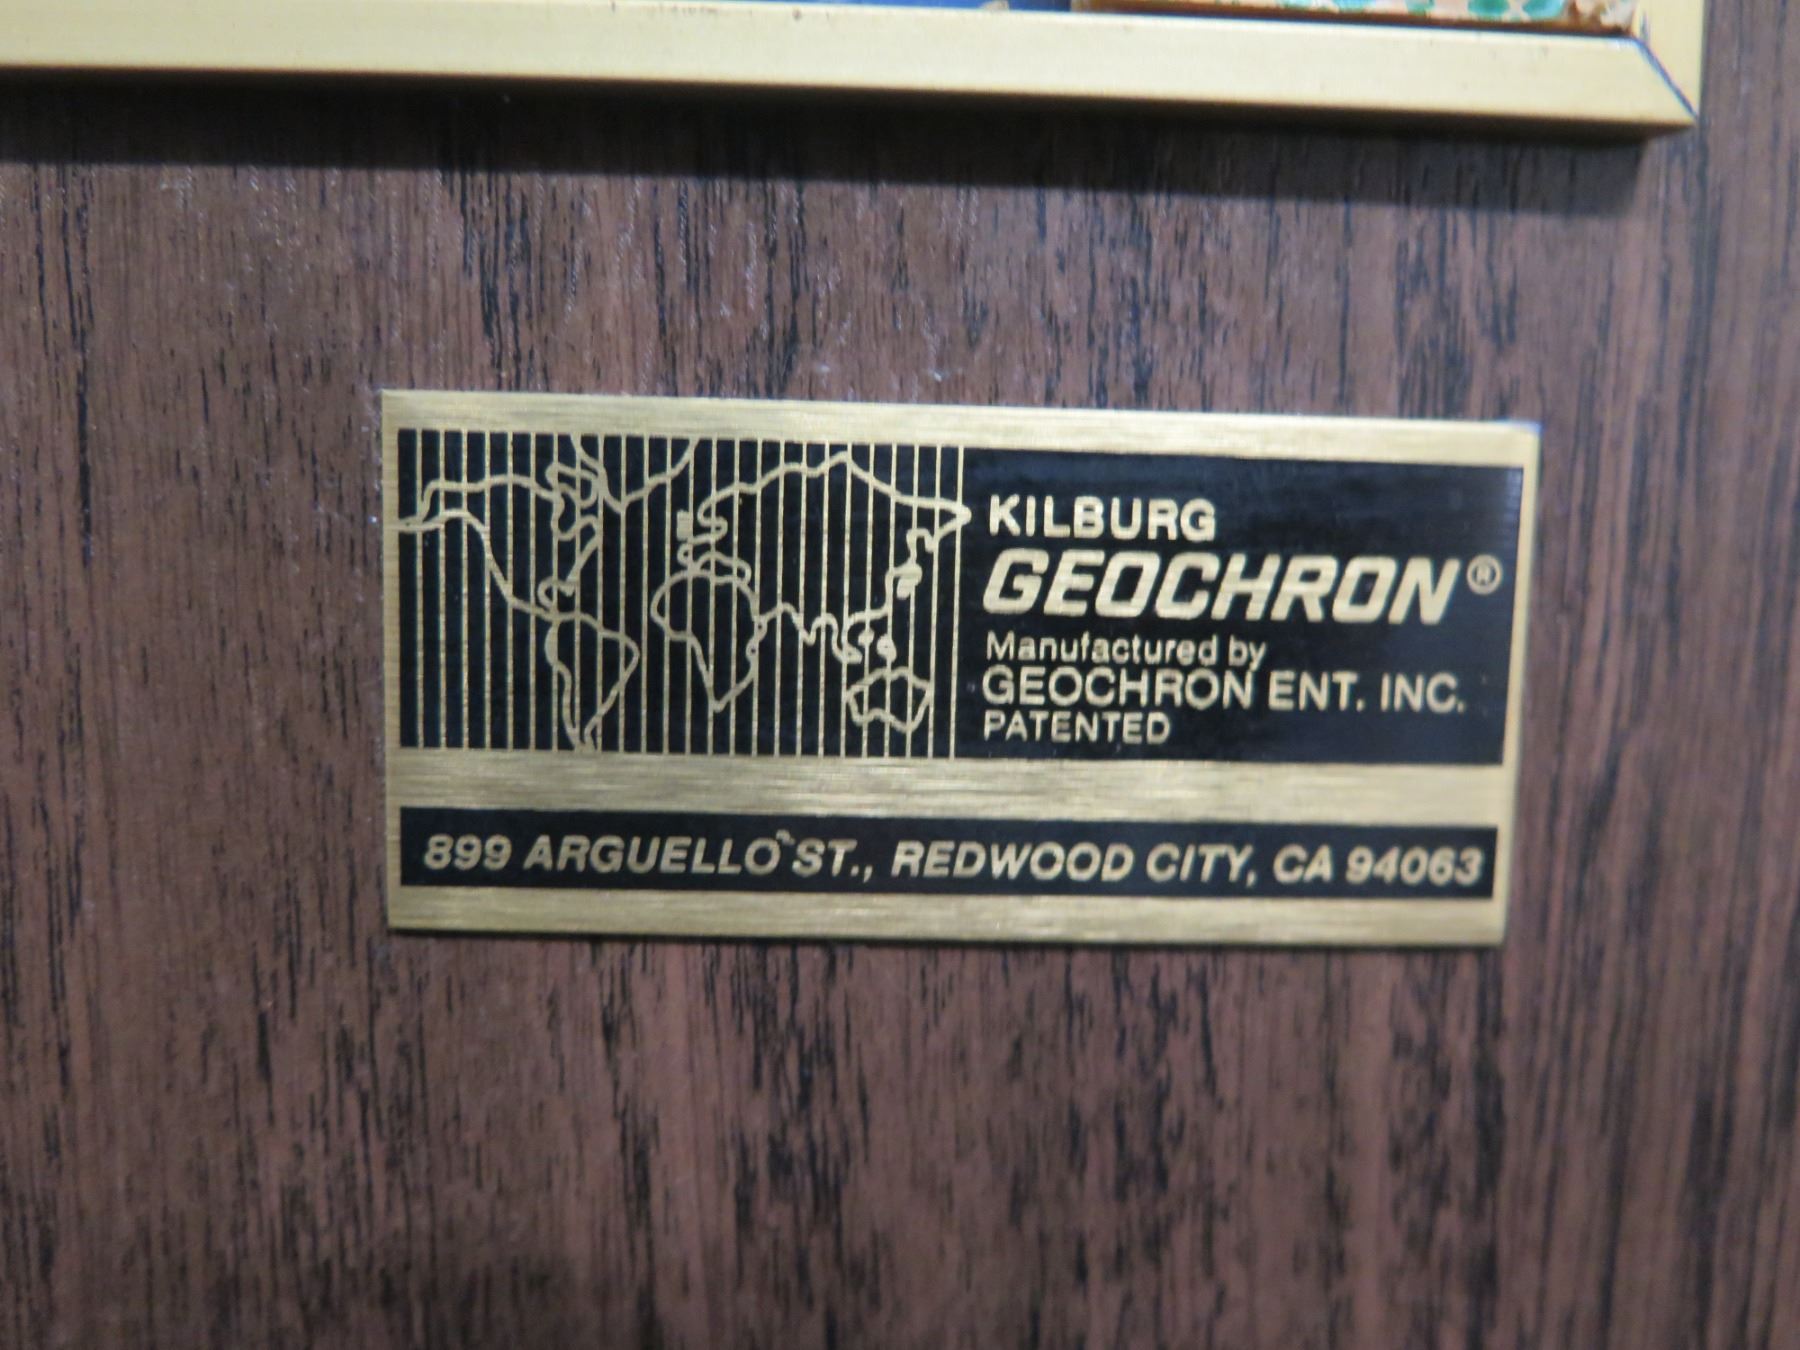 KILBURG
GEOCHRON®
Manufactured by
GEOCHRON ENT. INC.
PATENTED
899 ARGUELLO ST., REDWOOD CITY, CA 94063